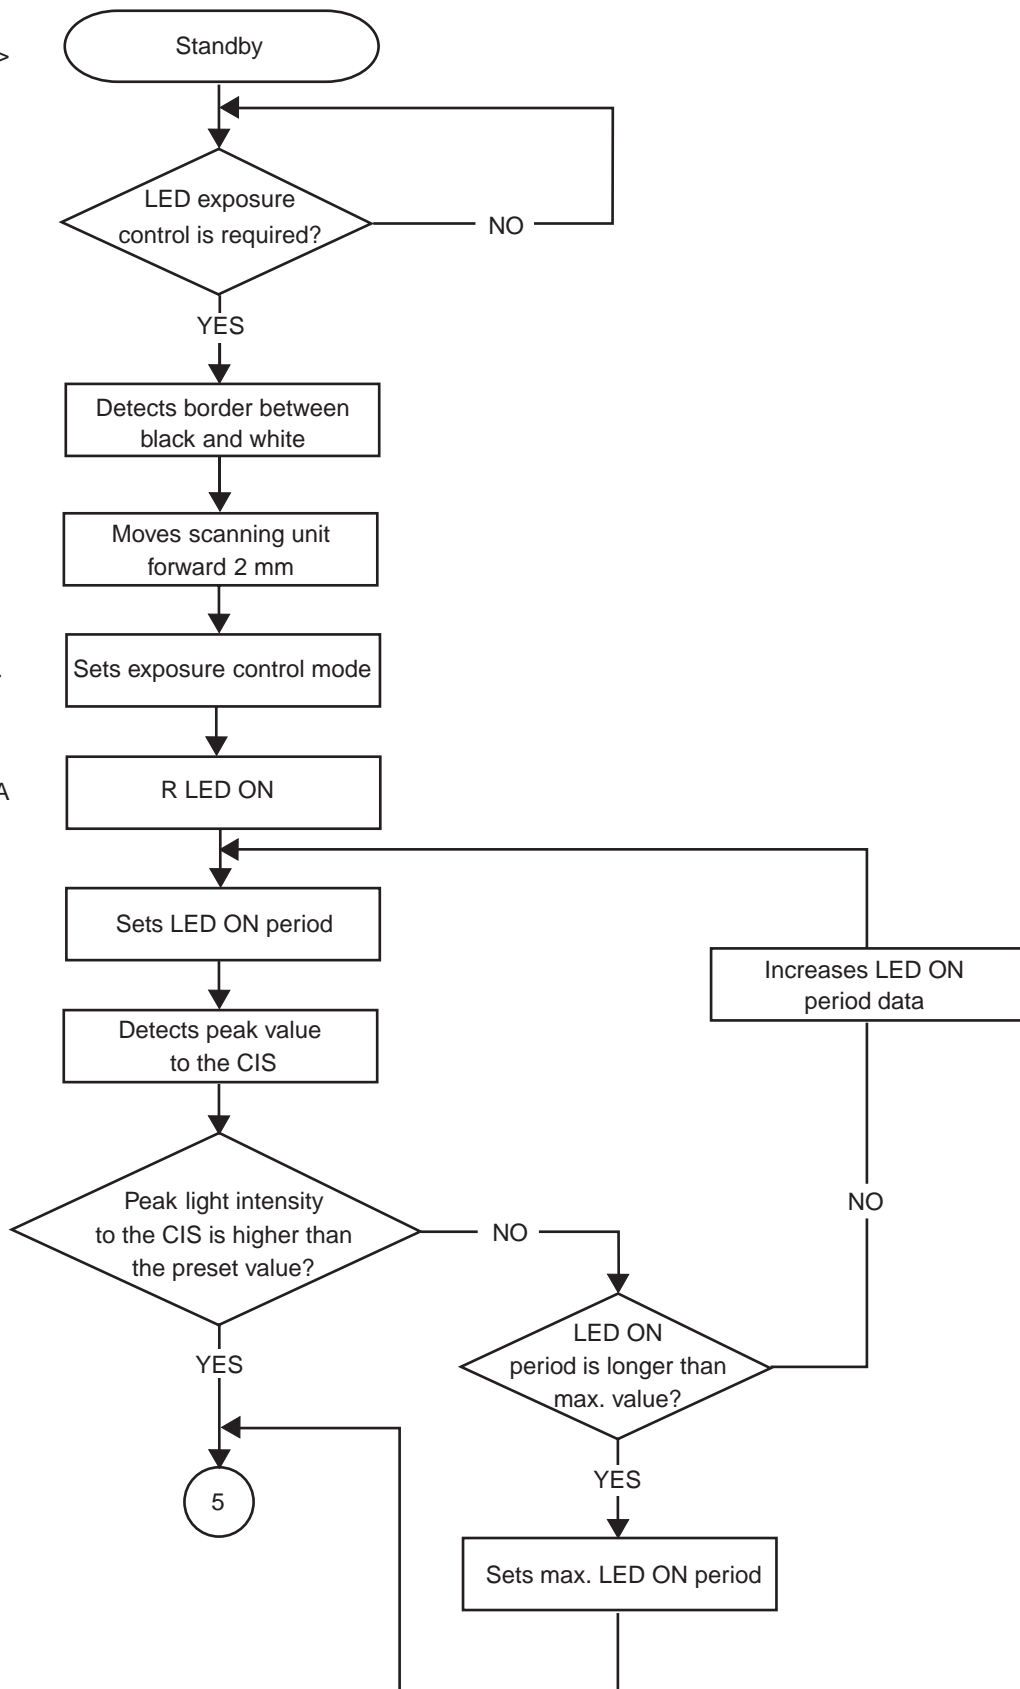 Standby
>
LED exposure
control is required?
NO
YES
Detects border between
black and white
Moves scanning unit
forward 2 mm
Sets exposure control mode
R LED ON
A
Sets LED ON period
Increases LED ON
period data
Detects peak value
to the CIS
Peak light intensity
to the CIS is higher than
the preset value?
NO
NO
LED ON
period is longer than
max. value?
YES
YES
5
Sets max. LED ON period